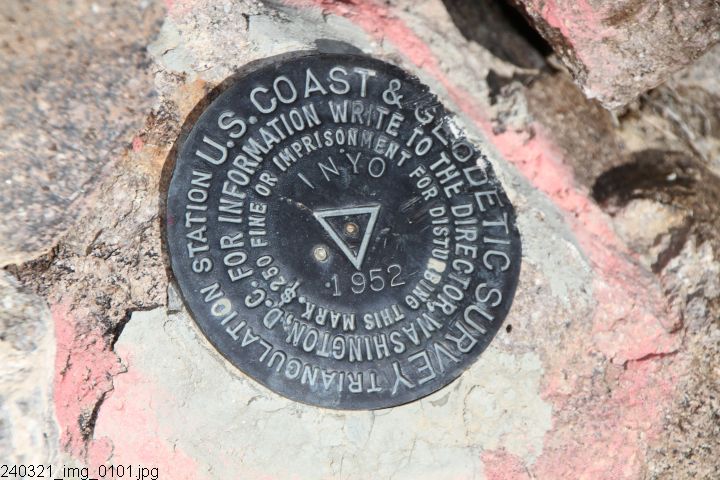 U.S. COAST & GEODETIC SURVEY
TRIANGULATION STATION
FOR INFORMATION WRITE TO THE DIRECTOR, WASHINGTON, D.C.
$250 FINE OR IMPRISONMENT FOR DISTURBING THIS MARK.
INYO
1952
240321_img_0101.jpg